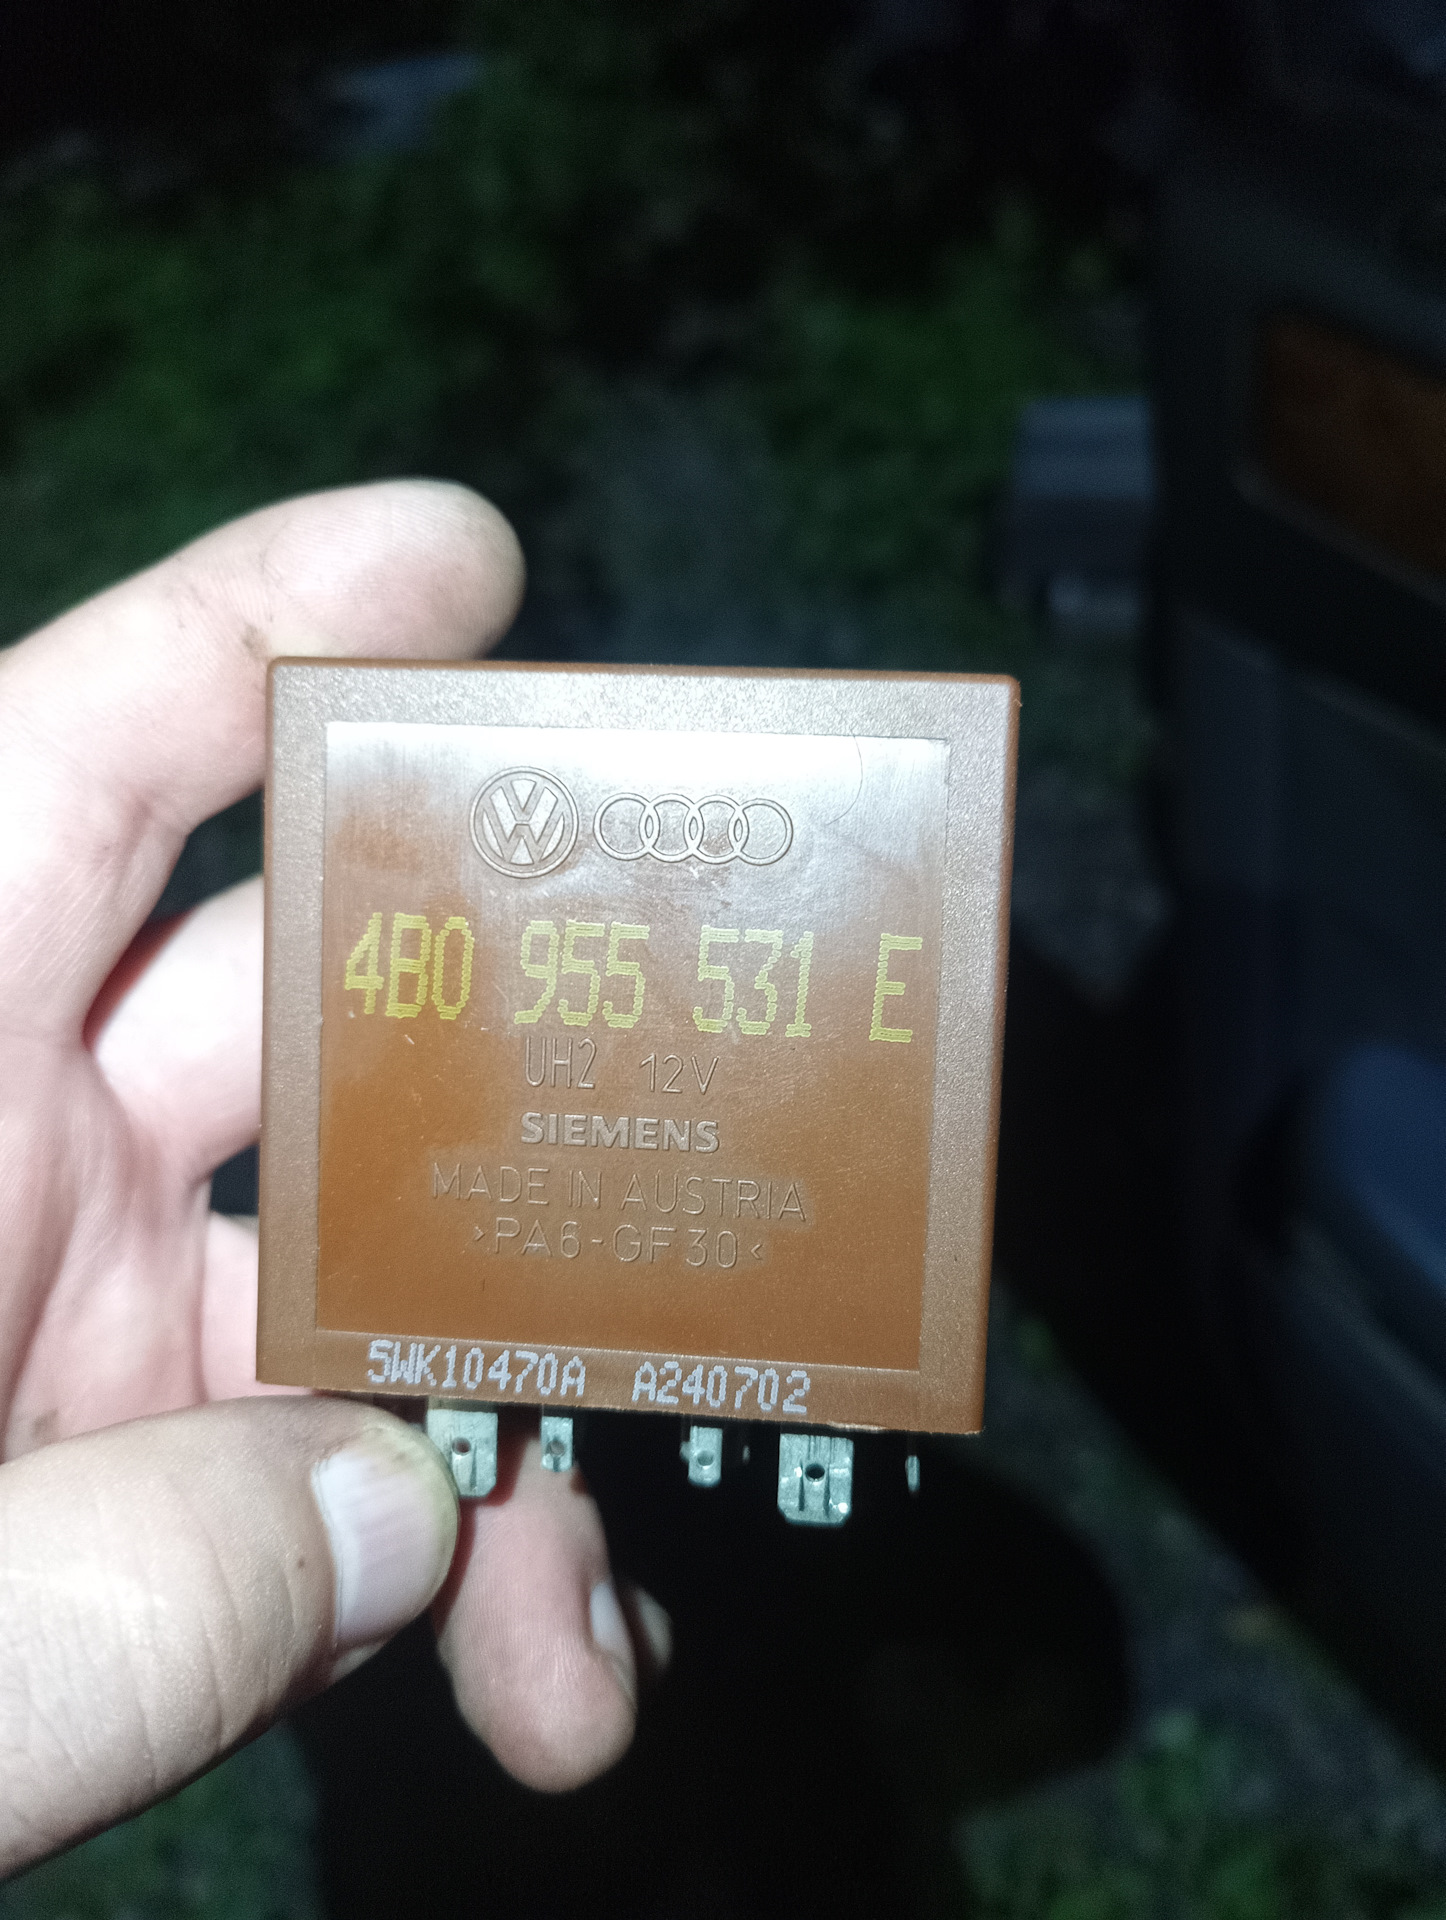 4B0 955 531 E
UH2 12V
SIEMENS
MADE IN AUSTRIA
>PA6-GF30<
5WK10470A A240702